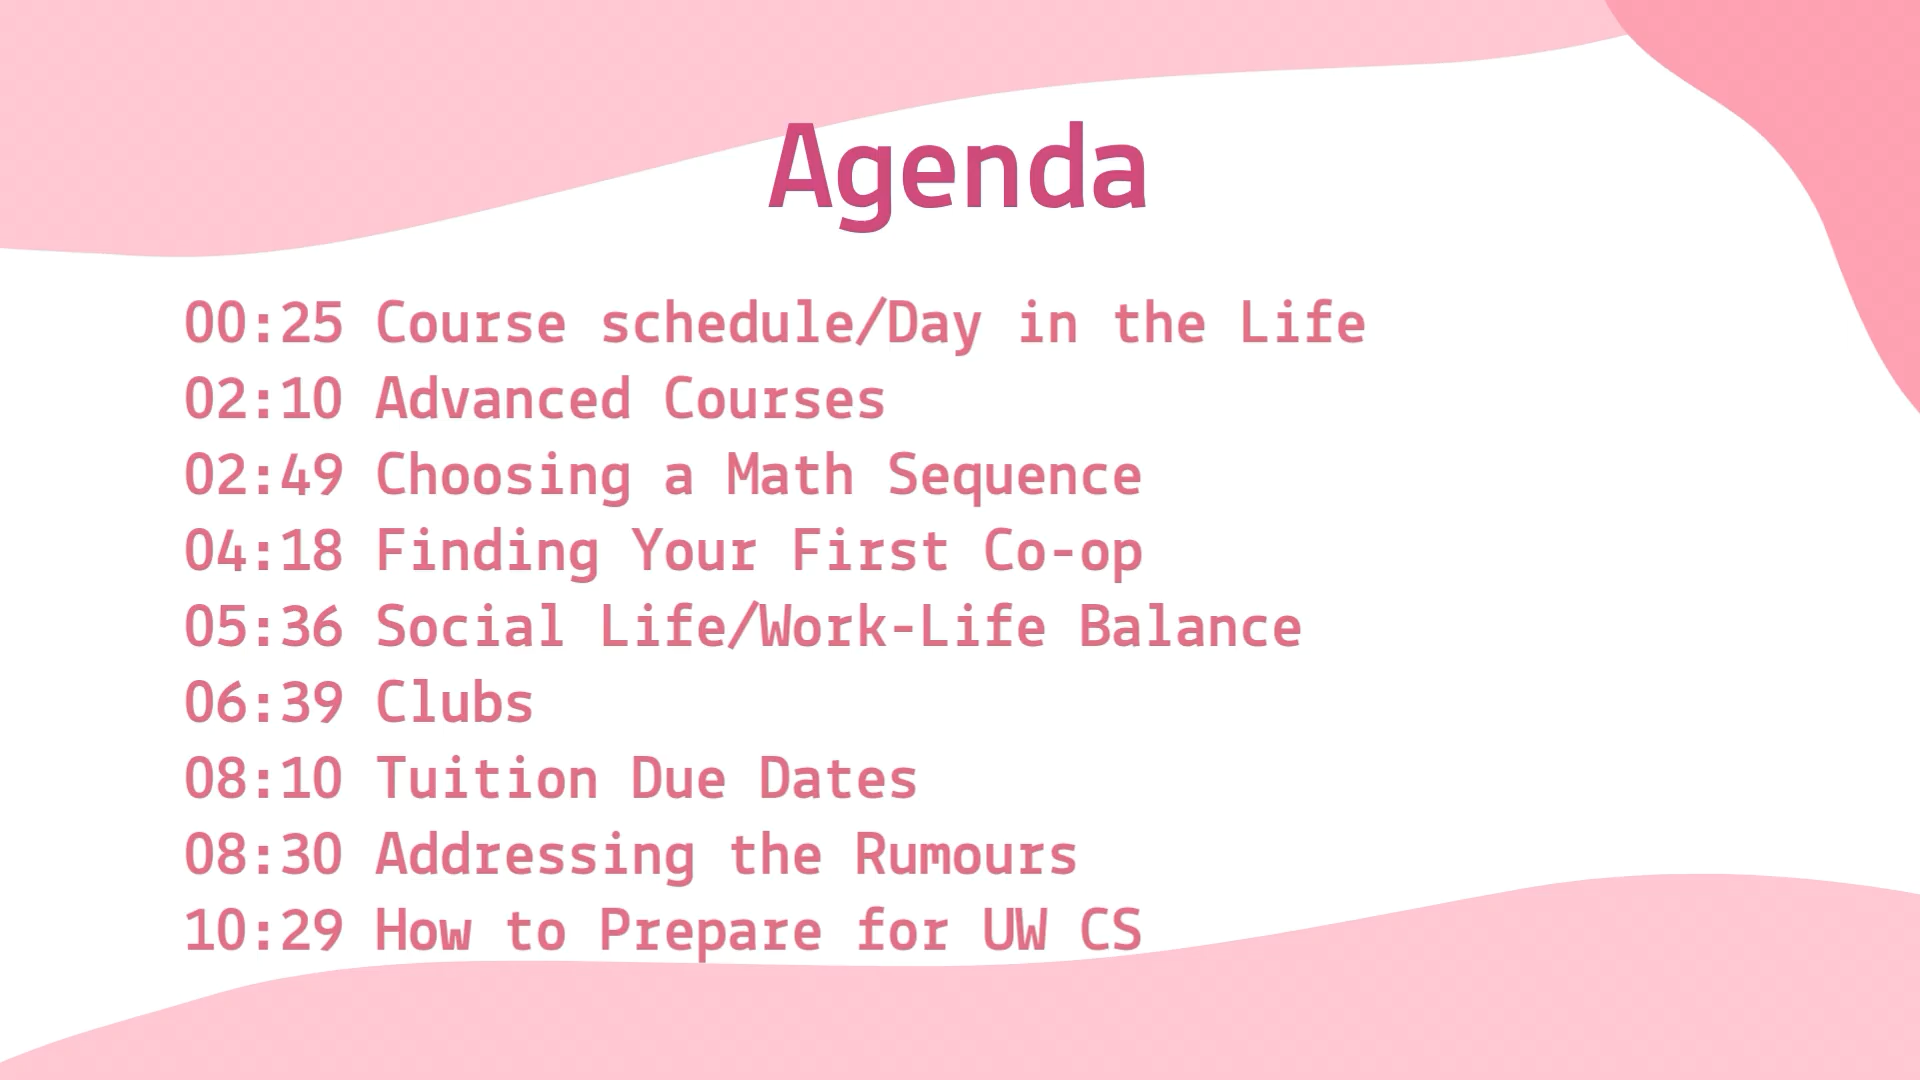 Agenda
00:25 Course schedule/Day in the Life
02:10 Advanced Courses
02:49 Choosing a Math Sequence
04:18 Finding Your First Co-op
05:36 Social Life/Work-Life Balance
06:39 Clubs
08:10 Tuition Due Dates
08:30 Addressing the Rumours
10:29 How to Prepare for UW CS